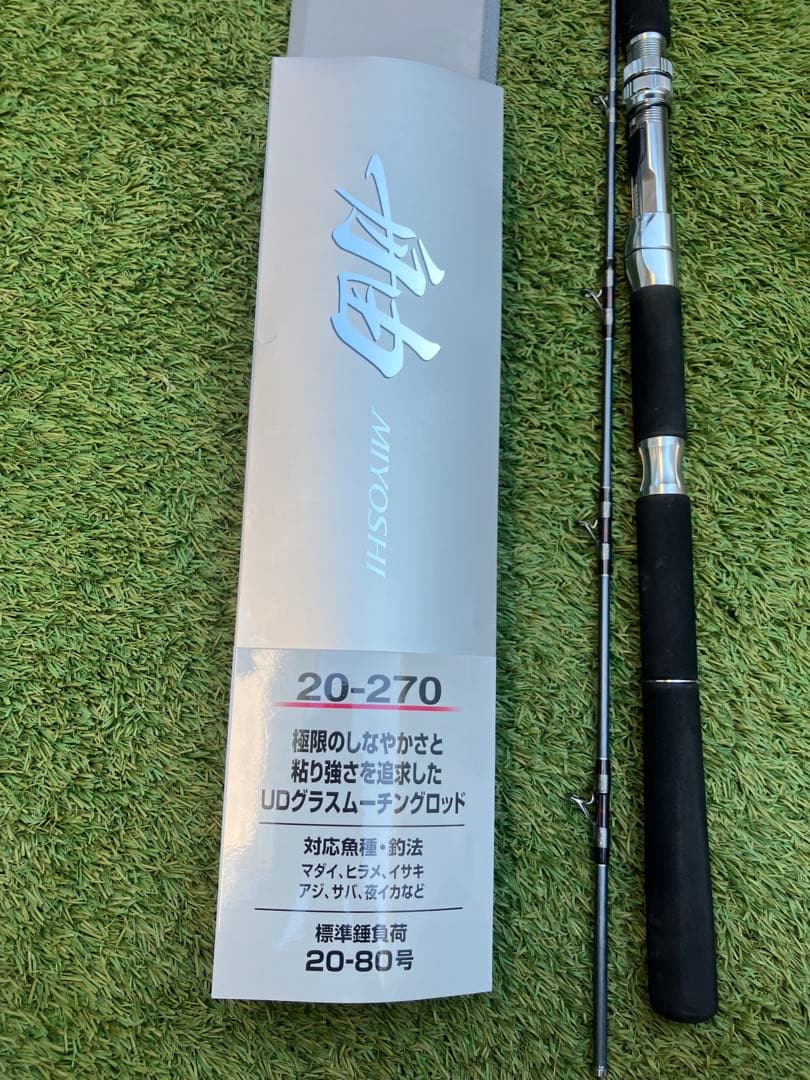 舳
MIYOSHI
20-270
極限のしなやかさと
粘り強さを追求した
UDグラスムーチングロッド
対応魚種・釣法
マダイ、ヒラメ、イサキ
アジ、サバ、夜イカなど
標準錘負荷
20-80号